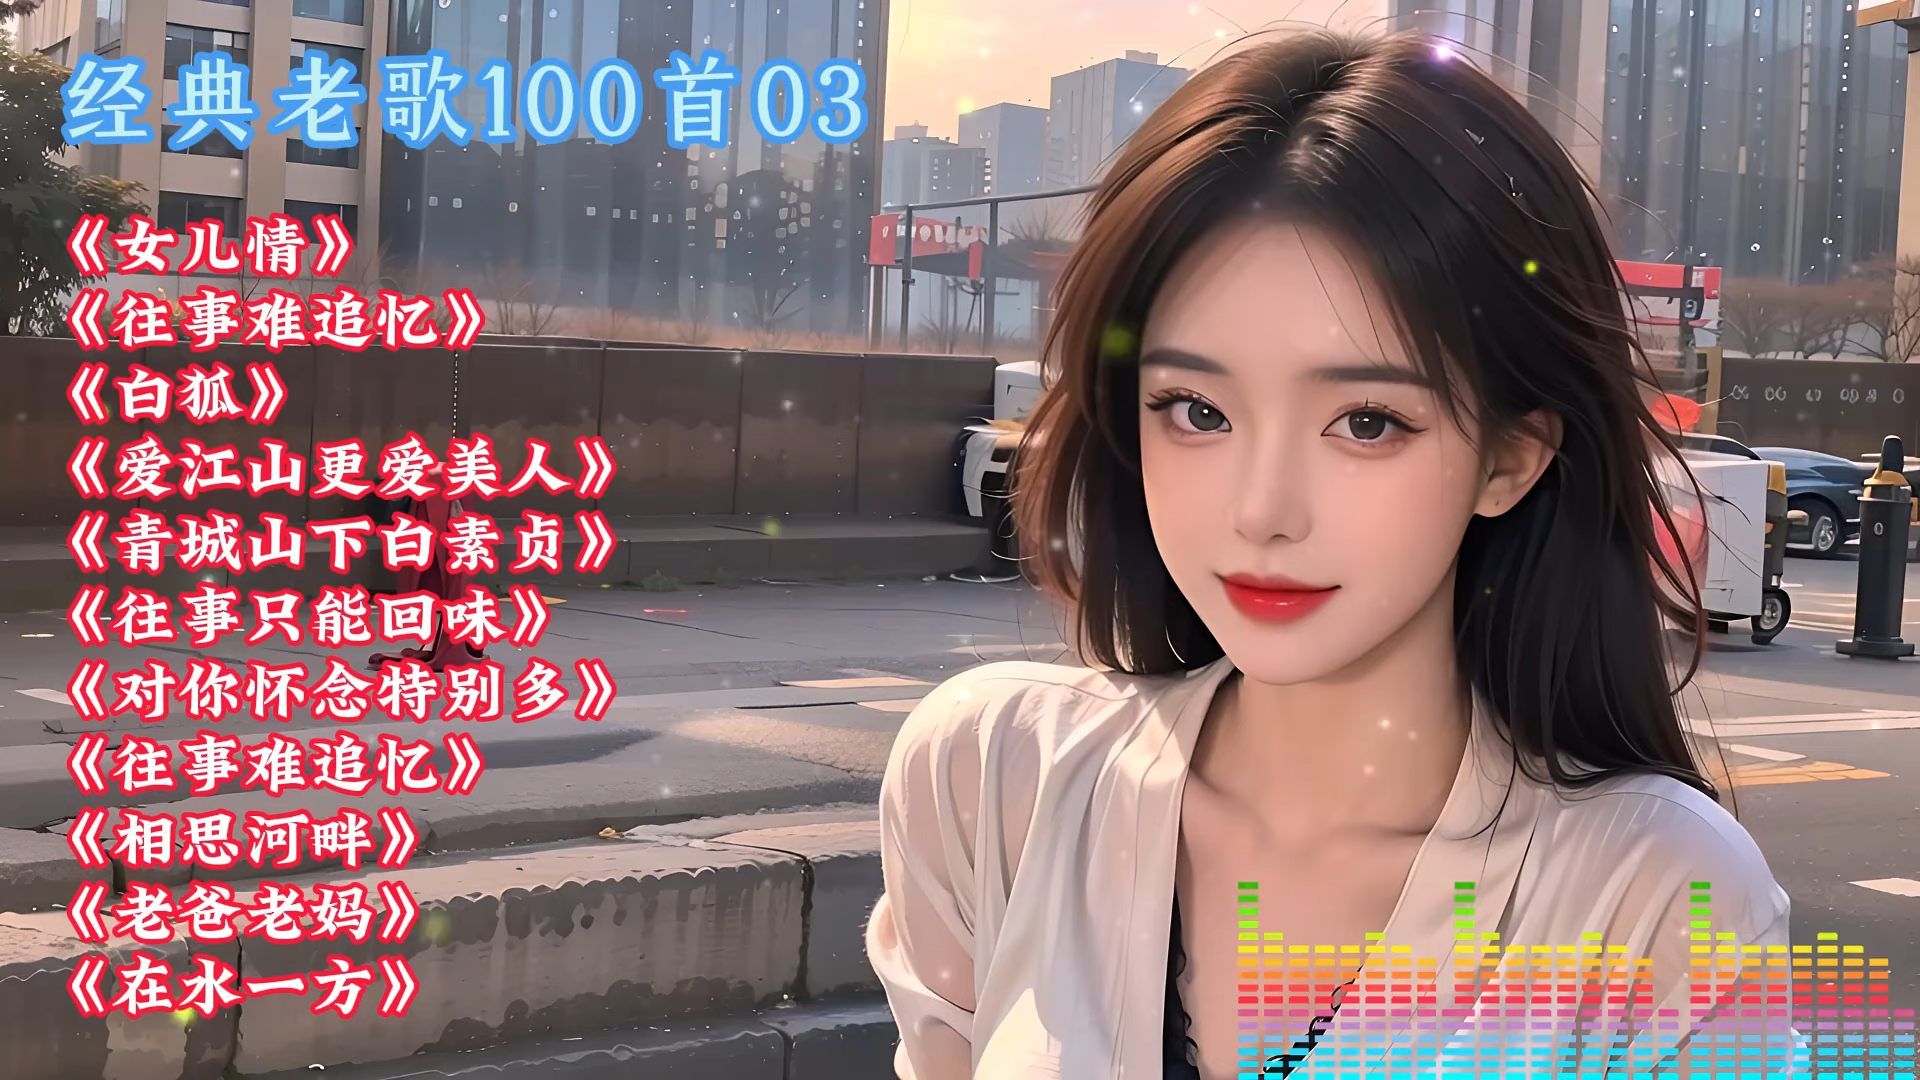 经典老歌100首03
《女儿情》
《往事难追忆》
《白狐》
《爱江山更爱美人》
《青城山下白素贞》
《往事只能回味》
《对你怀念特别多》
《往事难追忆》
《相思河畔》
《老爸老妈》
《在水一方》